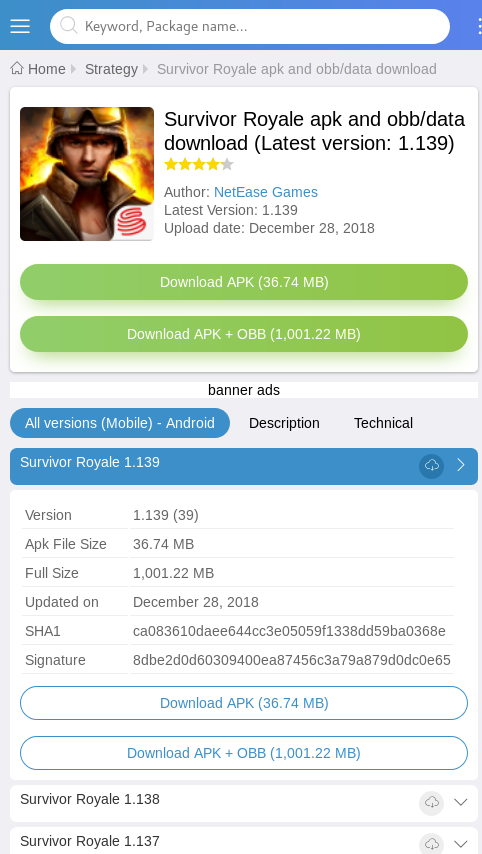 Keyword, Package name...
Home Strategy Survivor Royale apk and obb/data download
Survivor Royale apk and obb/data
download (Latest version: 1.139)
Author: NetEase Games
Latest Version: 1.139
Upload date: December 28, 2018
Download APK (36.74 MB)
Download APK + OBB (1,001.22 MB)
banner ads
All versions (Mobile) - Android Description Technical
Survivor Royale 1.139
Version 1.139 (39)
Apk File Size 36.74 MB
Full Size 1,001.22 MB
Updated on December 28, 2018
SHA1 ca083610daee644cc3e05059f1338dd59ba0368e
Signature 8dbe2d0d60309400ea87456c3a79a879d0dc0e65
Download APK (36.74 MB)
Download APK + OBB (1,001.22 MB)
Survivor Royale 1.138
Survivor Royale 1.137